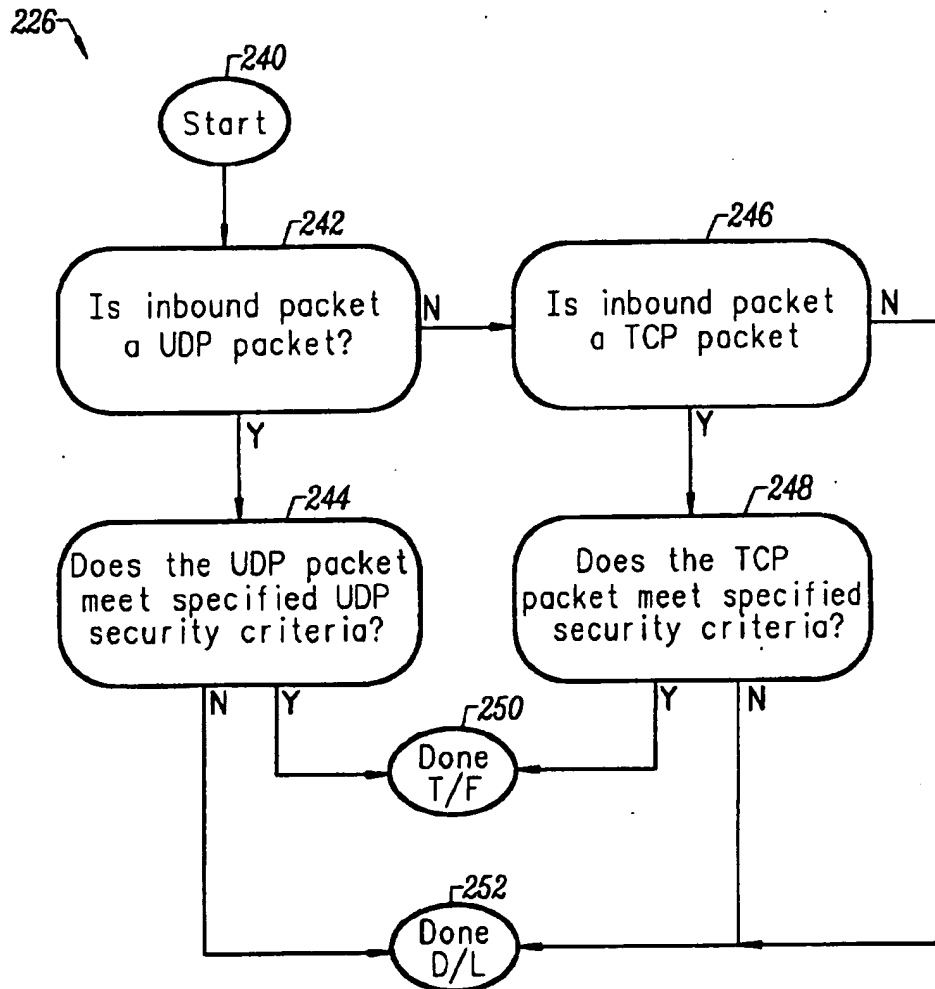 226
240
Start
242
Is inbound packet
a UDP packet?
N
Y
246
Is inbound packet
a TCP packet
N
Y
244
Does the UDP packet
meet specified UDP
security criteria?
N
Y
248
Does the TCP
packet meet specified
security criteria?
Y
N
250
Done
T/F
252
Done
D/L